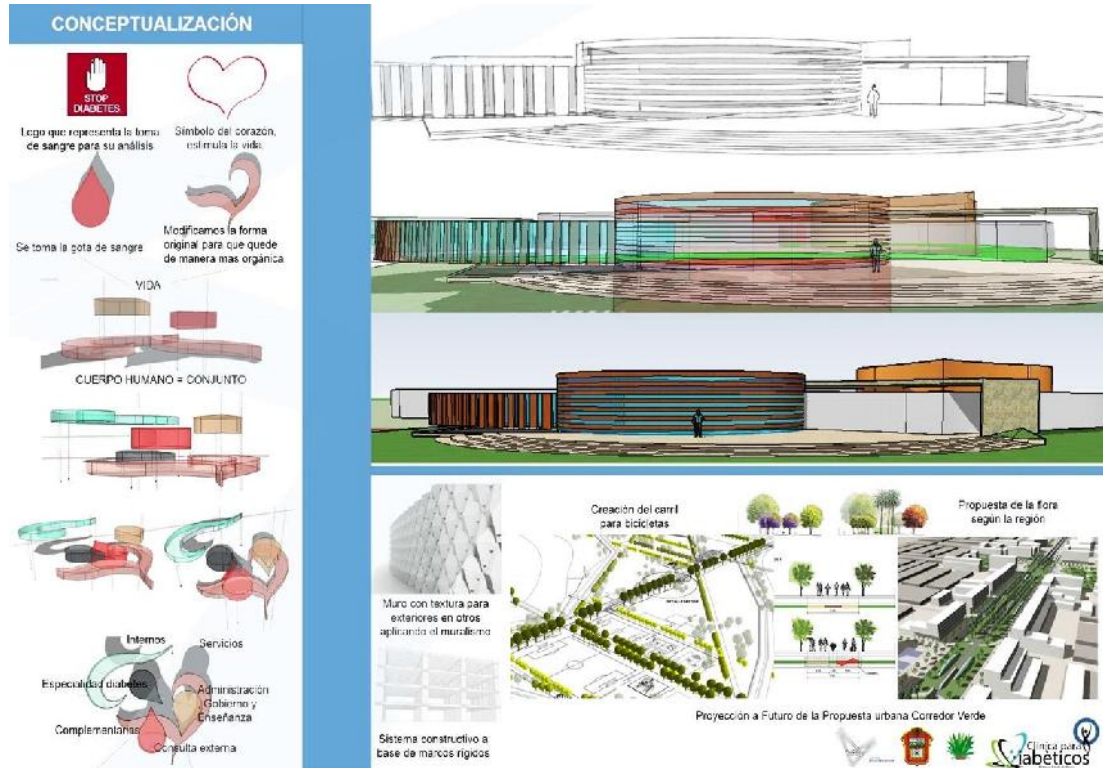 CONCEPTUALIZACIÓN
STOP
DIABETES
Logo que representa la toma
de sangre para su análisis
Símbolo del corazón,
estimula la vida.
Se toma la gota de sangre
Modificamos la forma
original para que quede
de manera mas orgánica
VIDA
CUERPO HUMANO = CONJUNTO
Internos
Servicios
Especialidad diabetes
Administración
Gobierno y
Enseñanza
Complementarias
Consulta externa
Muro con textura para
exteriores en otros
aplicando el muralismo
Sistema constructivo a
base de marcos rígidos
Creación del carril
para bicicletas
Propuesta de la flora
según la región
Proyección a Futuro de la Propuesta urbana Corredor Verde
Clínica para
Diabéticos